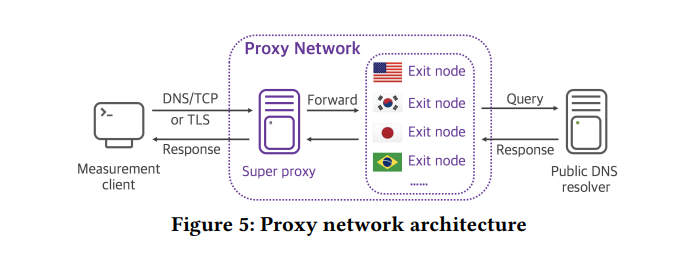 Proxy Network
Exit node
DNS/TCP
or TLS
Forward
Exit node
Query
Exit node
Response
Response
Exit node
Measurement
client
Super proxy
......
Public DNS
resolver
Figure 5: Proxy network architecture